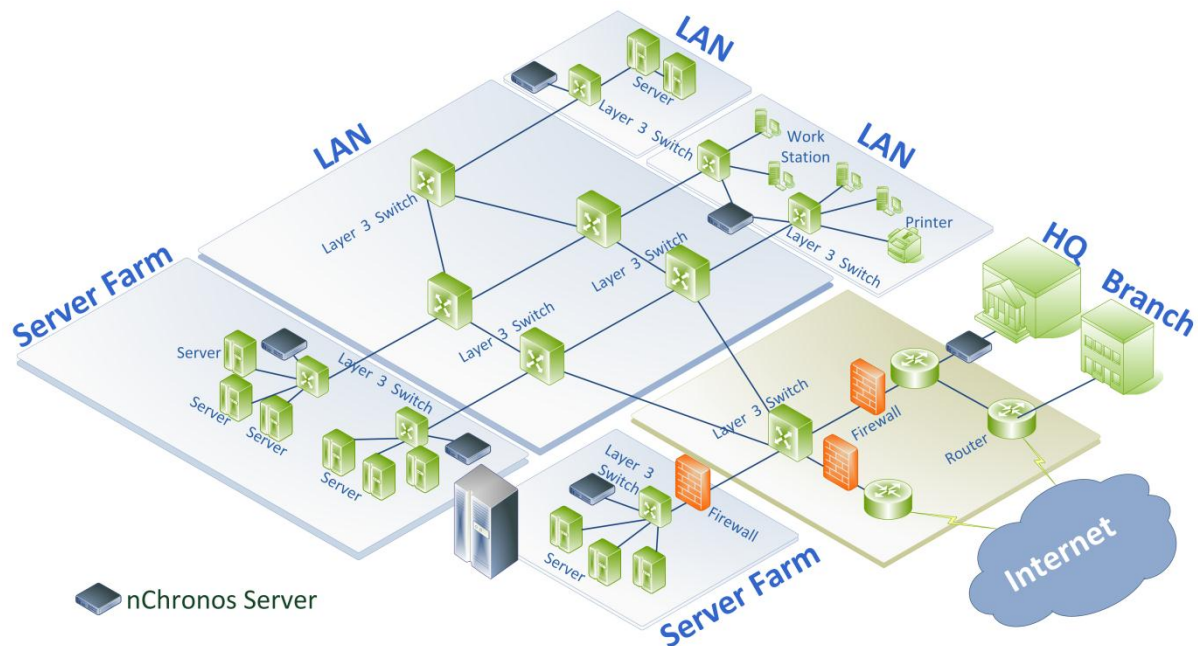 LAN
Server
Layer 3 Switch
LAN
Work
Station
LAN
Printer
Layer 3 Switch
Layer 3 Switch
Layer 3 Switch
HQ
Branch
Server Farm
Layer 3 Switch
Server
Layer 3 Switch
Server
Server
Server
Layer 3 Switch
Firewall
Router
Layer 3
Switch
Firewall
Server
Server Farm
Internet
nChronos Server